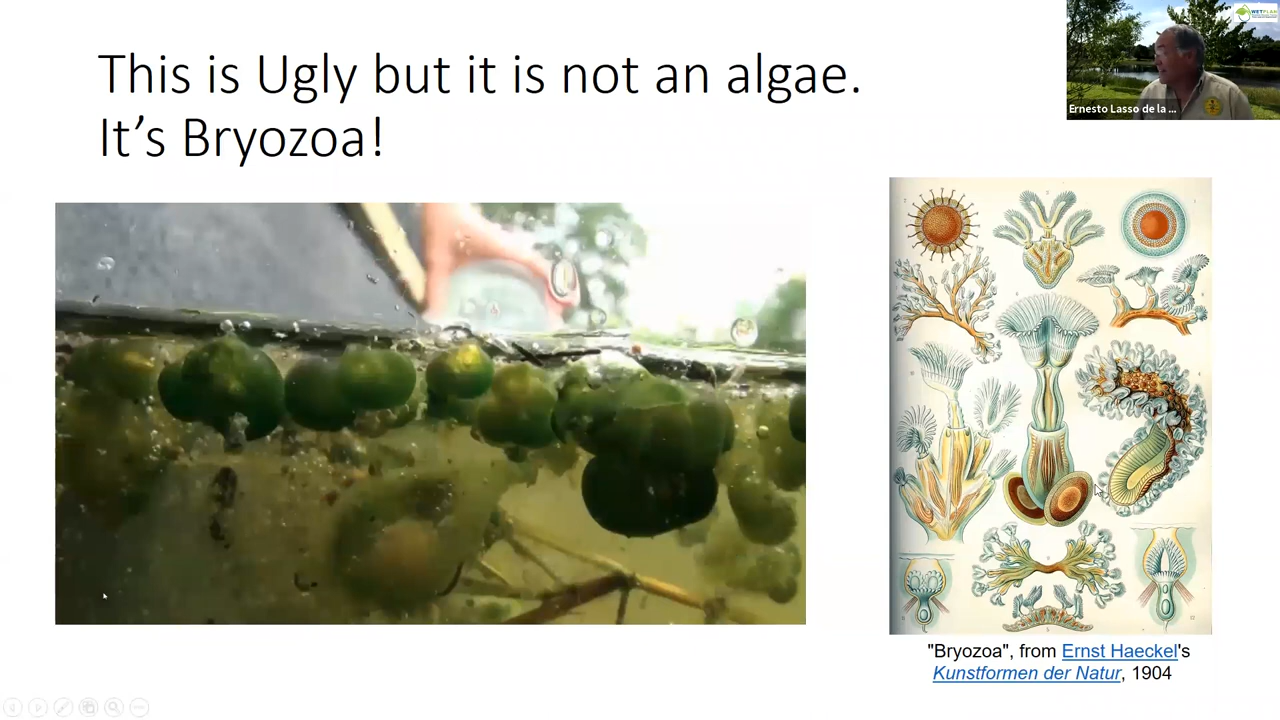 This is Ugly but it is not an algae.
It's Bryozoa!
WETPLAN
Ernesto Lasso de la ...
"Bryozoa", from Ernst Haeckel's
Kunstformen der Natur, 1904